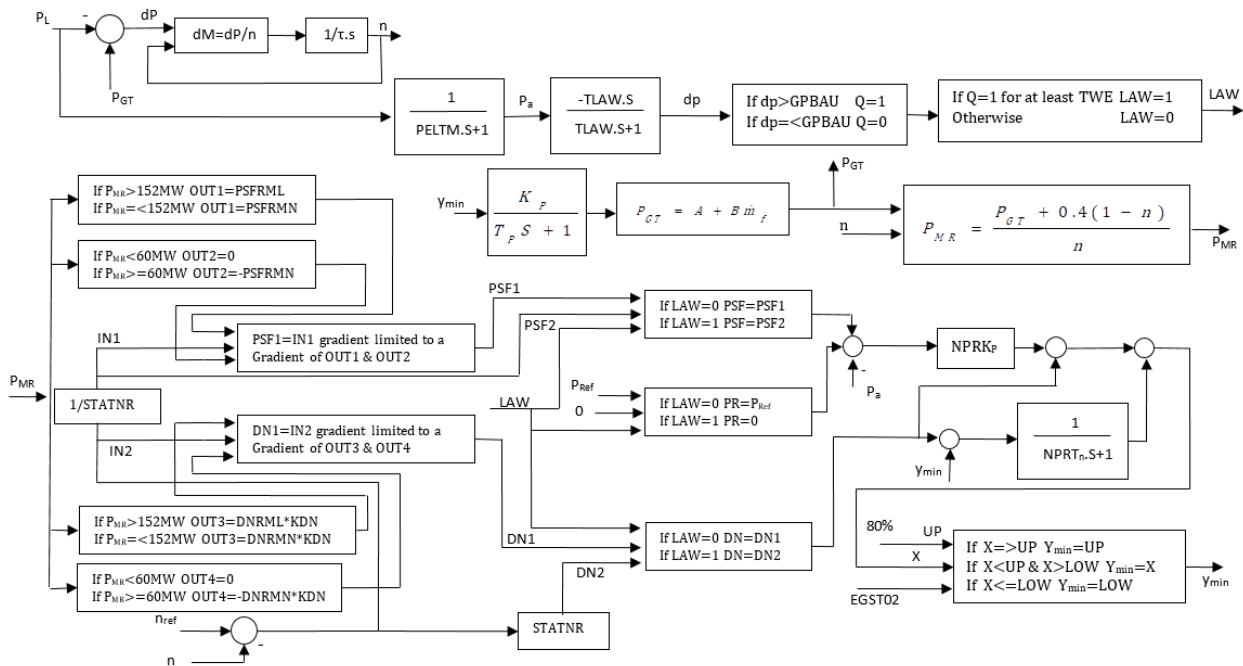 P_L
-
dP
dM=dP/n
1/τ.s
n
P_GT
1
PELTM.S+1
P_a
-TLAW.S
TLAW.S+1
dp
If dp>GPBAU Q=1
If dp=<GPBAU Q=0
If Q=1 for at least TWE LAW=1
Otherwise LAW=0
LAW
P_GT
If P_MR>152MW OUT1=PSFRML
If P_MR=<152MW OUT1=PSFRMN
y_min
K_P
T_P S + 1
P_GT = A + B ṁ_f
n
P_MR = P_GT + 0.4(1 - n)
n
P_MR
If P_MR<60MW OUT2=0
If P_MR>=60MW OUT2=-PSFRMN
PSF1
PSF2
If LAW=0 PSF=PSF1
If LAW=1 PSF=PSF2
IN1
PSF1=IN1 gradient limited to a
Gradient of OUT1 & OUT2
NPRK_P
-
P_a
P_MR
1/STATNR
P_Ref
LAW
0
If LAW=0 PR=P_Ref
If LAW=1 PR=0
IN2
DN1=IN2 gradient limited to a
Gradient of OUT3 & OUT4
1
NPRT_n.S+1
y_min
If P_MR>152MW OUT3=DNRML*KDN
If P_MR=<152MW OUT3=DNRMN*KDN
DN1
If LAW=0 DN=DN1
If LAW=1 DN=DN2
DN2
80%
UP
X
EGST02
If X=>UP Y_min=UP
If X<UP & X>LOW Y_min=X
If X<=LOW Y_min=LOW
y_min
If P_MR<60MW OUT4=0
If P_MR>=60MW OUT4=-DNRMN*KDN
n_ref
-
n
STATNR